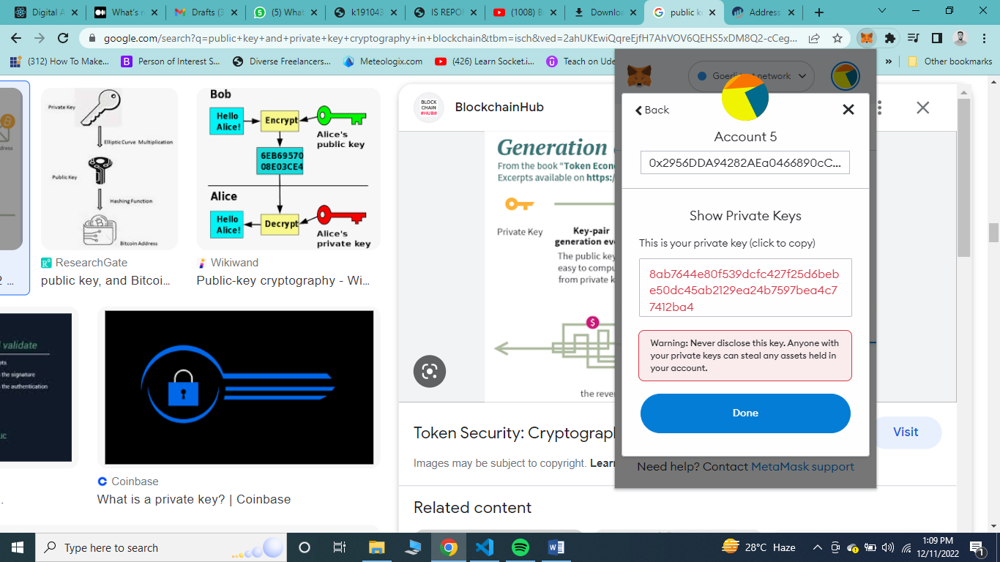 Digital A
What's n
Drafts (3
(5) What
k191043
IS REPO
(1008) B
Downloa
public ke
Address
google.com/search?q=public+key+and+private+key+cryptography+in+blockchain&tbm=isch&ved=2ahUKEwiQqreEjfH7AhVOV6QEHS5xDM8Q2-cCeg...
(312) How To Make...
Person of Interest S...
Diverse Freelancers...
Meteologix.com
(426) Learn Socket.i...
Teach on Ude
»
Other bookmarks
Private Key
Elliptic Curve Multiplication
Public Key
Hashing Function
Bitcoin Address
ResearchGate
public key, and Bitcoi...
Bob
Hello
Alice!
Encrypt
Alice's
public key
6EB69570
08E03CE4
Alice
Hello
Alice!
Decrypt
Alice's
private key
Wikiwand
Public-key cryptography - Wi...
2 ...
validate
the signature
the authentication
Coinbase
What is a private key? | Coinbase
BLOCK
CHAIN
#HUB#
BlockchainHub
Generation
From the book "Token Econ
Excerpts available on https:/
Private Key
Key-pair
generation eve
The public key
easy to compu
from private k
$
the rever
Token Security: Cryptograph
Visit
Images may be subject to copyright. Learn
Related content
Goerli test network
Back
Account 5
0x2956DDA94282AEa0466890cC...
Show Private Keys
This is your private key (click to copy)
8ab7644e80f539dcfc427f25d6beb
e50dc45ab2129ea24b7597bea4c7
7412ba4
Warning: Never disclose this key. Anyone with
your private keys can steal any assets held in
your account.
Done
Need help? Contact MetaMask support
Type here to search
28°C Haze
1:09 PM
12/11/2022
1